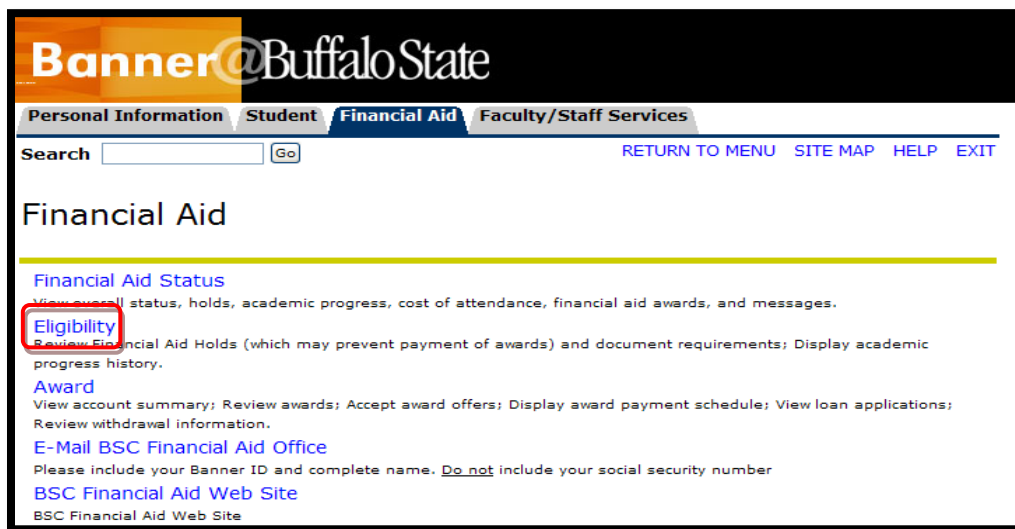 Banner@Buffalo State
Personal Information Student Financial Aid Faculty/Staff Services
Search Go RETURN TO MENU SITE MAP HELP EXIT
Financial Aid
Financial Aid Status
View overall status, holds, academic progress, cost of attendance, financial aid awards, and messages.
Eligibility
Review Financial Aid Holds (which may prevent payment of awards) and document requirements; Display academic
progress history.
Award
View account summary; Review awards; Accept award offers; Display award payment schedule; View loan applications;
Review withdrawal information.
E-Mail BSC Financial Aid Office
Please include your Banner ID and complete name. Do not include your social security number
BSC Financial Aid Web Site
BSC Financial Aid Web Site